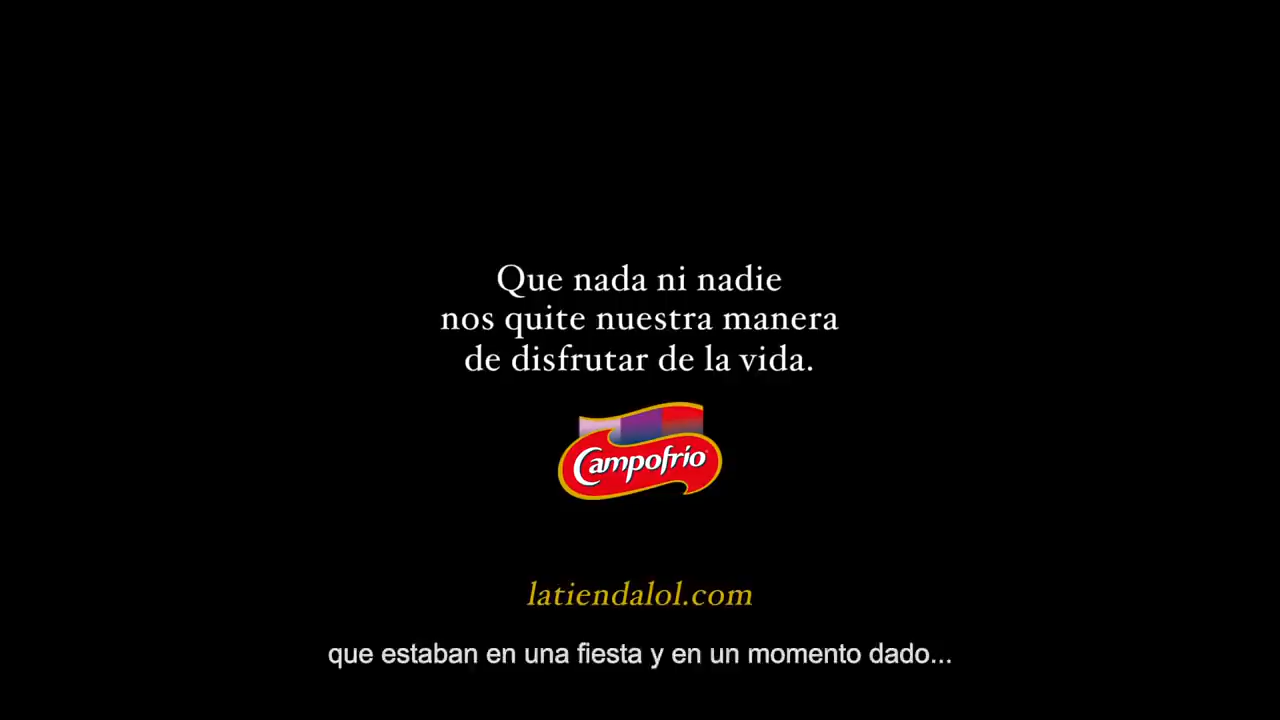 Que nada ni nadie
nos quite nuestra manera
de disfrutar de la vida.
Campofrío
latiendalol.com
que estaban en una fiesta y en un momento dado...